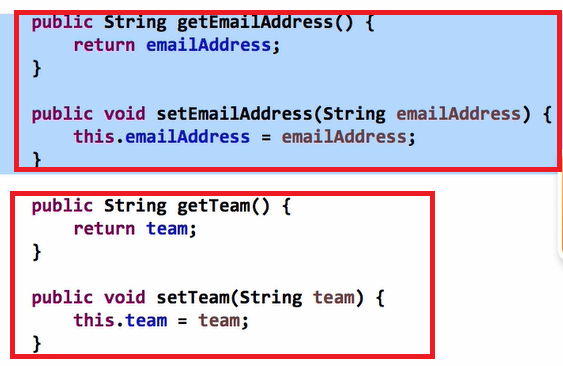 public String getEmailAddress() {
    return emailAddress;
}
public void setEmailAddress(String emailAddress) {
    this.emailAddress = emailAddress;
}
public String getTeam() {
    return team;
}
public void setTeam(String team) {
    this.team = team;
}